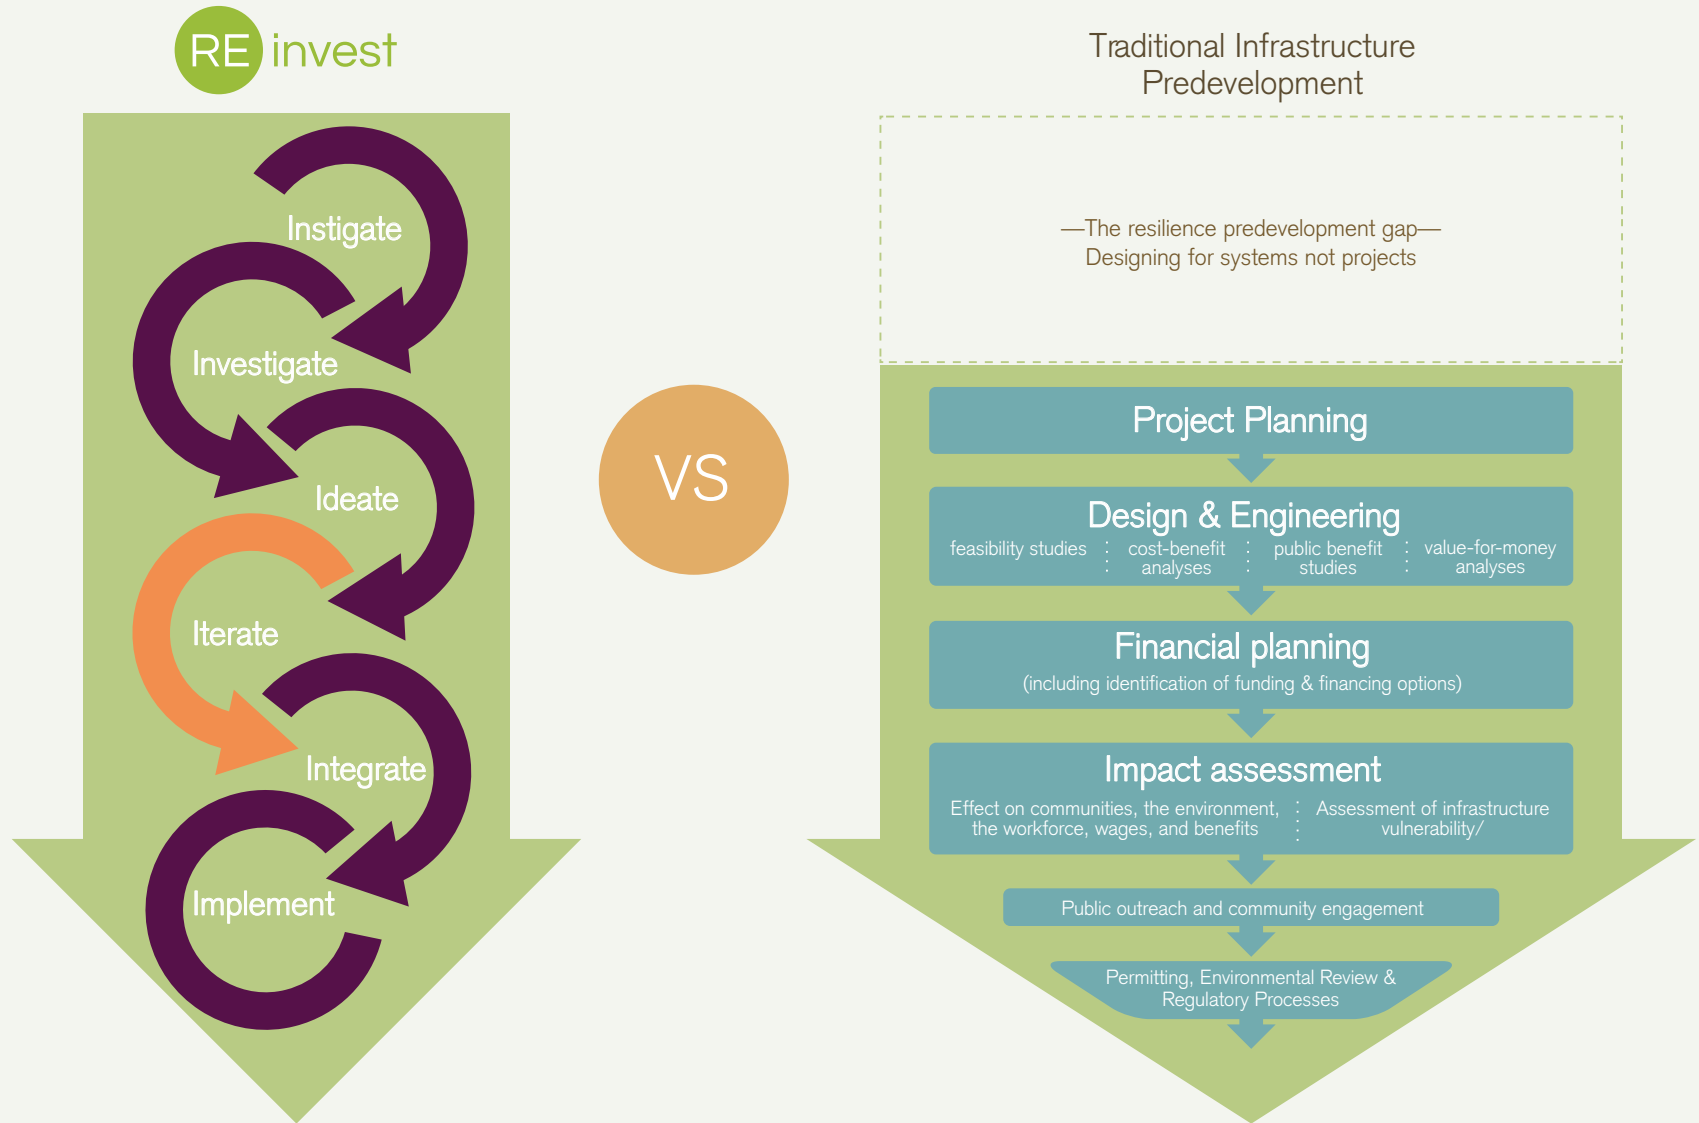 RE invest
Instigate
Investigate
Ideate
Iterate
Integrate
Implement
VS
Traditional Infrastructure
Predevelopment
—The resilience predevelopment gap—
Designing for systems not projects
Project Planning
Design & Engineering
feasibility studies
cost-benefit
analyses
public benefit
studies
value-for-money
analyses
Financial planning
(including identification of funding & financing options)
Impact assessment
Effect on communities, the environment,
the workforce, wages, and benefits
Assessment of infrastructure
vulnerability/
Public outreach and community engagement
Permitting, Environmental Review &
Regulatory Processes